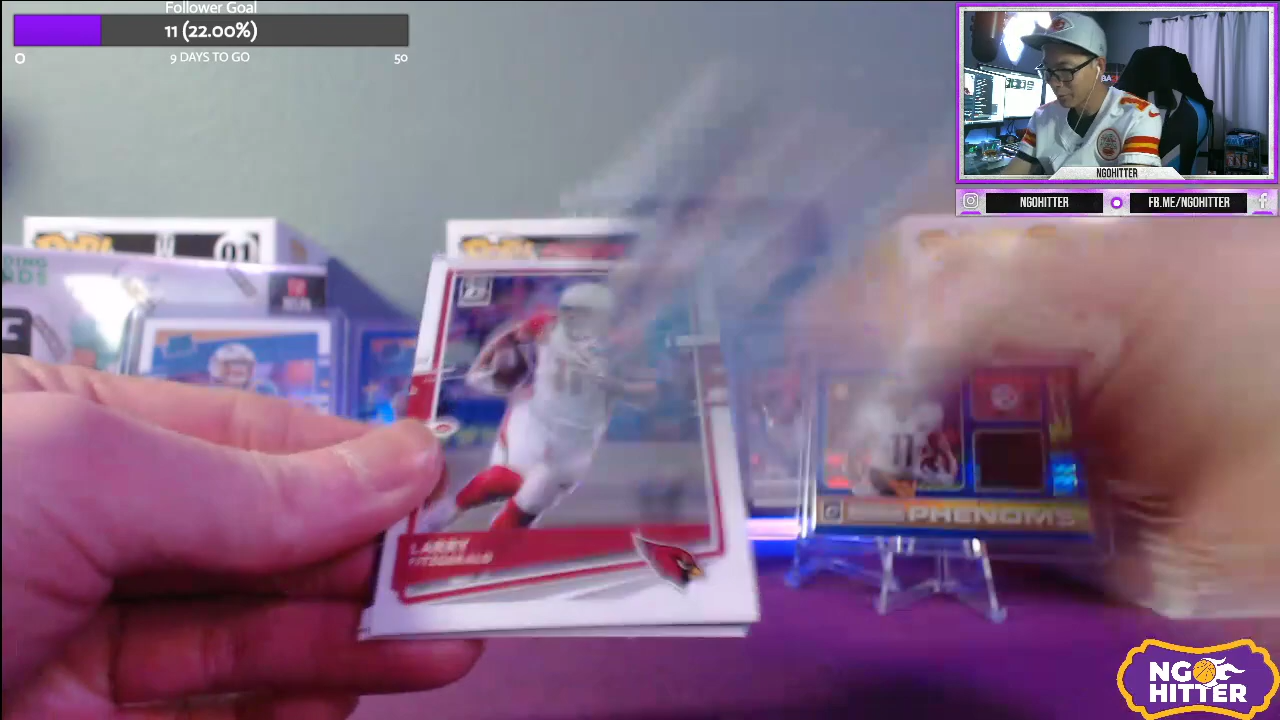 Follower Goal
11 (22.00%)
0
9 DAYS TO GO
50
NGOHITTER
NGOHITTER
FB.ME/NGOHITTER
01
LARRY
FITZGERALD
PHENOMS
NGO
HITTER